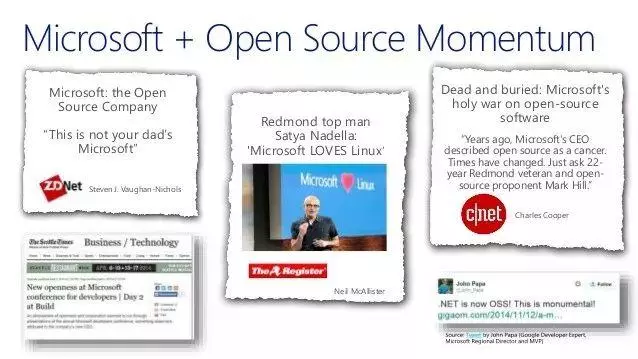 Microsoft + Open Source Momentum
Microsoft: the Open
Source Company
"This is not your dad's
Microsoft"
ZDNet
Steven J. Vaughan-Nichols
Redmond top man
Satya Nadella:
'Microsoft LOVES Linux'
Microsoft Linux
The Register
Neil McAllister
Dead and buried: Microsoft's
holy war on open-source
software
"Years ago, Microsoft's CEO
described open source as a cancer.
Times have changed. Just ask 22-
year Redmond veteran and open-
source proponent Mark Hill."
c|net
Charles Cooper
The Seattle Times
Business / Technology
New openness at Microsoft
conference for developers | Day 2
at Build
John Papa
@John_Papa
Follow
.NET is now OSS! This is monumental!
gigaom.com/2014/11/12/a-m...
Source: Tweet by John Papa (Google Developer Expert,
Microsoft Regional Director and MVP)